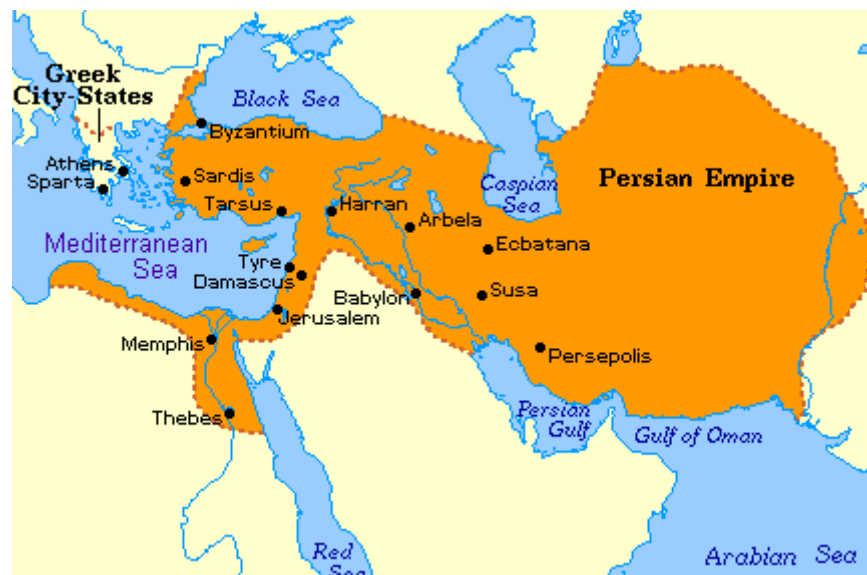 Greek
City-States
Black Sea
Byzantium
Athens
Sparta
Sardis
Tarsus
Harran
Arbela
Caspian
Sea
Persian Empire
Ecbatana
Mediterranean
Sea
Tyre
Damascus
Babylon
Susa
Jerusalem
Memphis
Persepolis
Thebes
Persian
Gulf
Gulf of Oman
Red
Sea
Arabian Sea